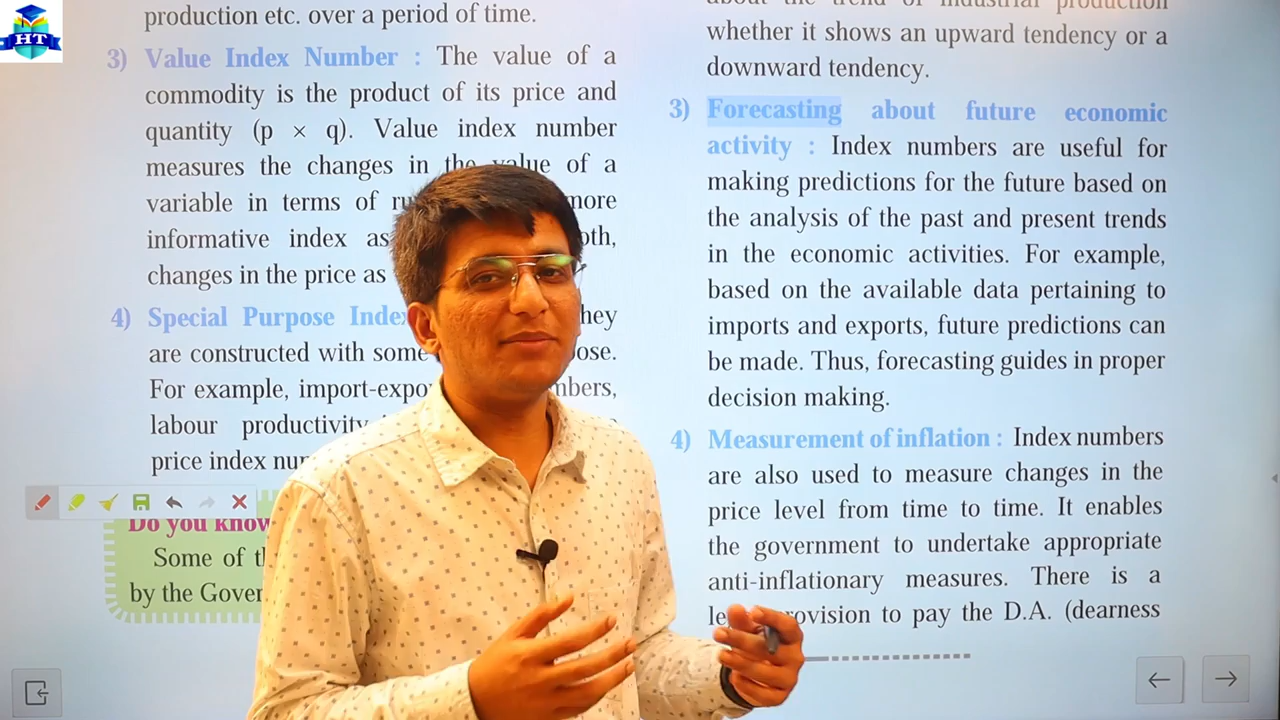 HT
production etc. over a period of time.
3) Value Index Number : The value of a
commodity is the product of its price and
quantity (p × q). Value index number
measures the changes in the value of a
variable in terms of
more
informative index as
changes in the price as
4) Special Purpose
are constructed with some
For example,
labour productivity
price index
Do you know
Some of
by the
whether it shows an upward tendency or a
downward tendency.
3) Forecasting about future economic
activity : Index numbers are useful for
making predictions for the future based on
the analysis of the past and present trends
in the economic activities. For example,
based on the available data pertaining to
imports and exports, future predictions can
be made. Thus, forecasting guides in proper
decision making.
4) Measurement of inflation : Index numbers
are also used to measure changes in the
price level from time to time. It enables
the government to undertake appropriate
anti-inflationary measures. There is a
to pay the D.A. (dearness